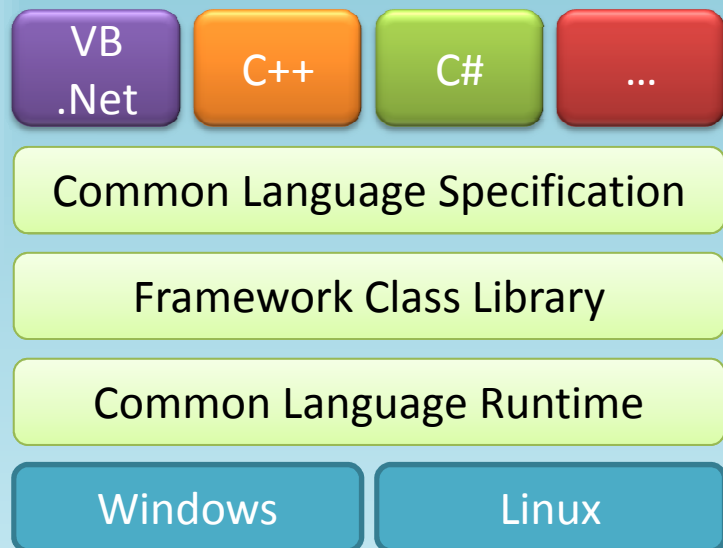 VB
.Net
C++
C#
...
Common Language Specification
Framework Class Library
Common Language Runtime
Windows
Linux